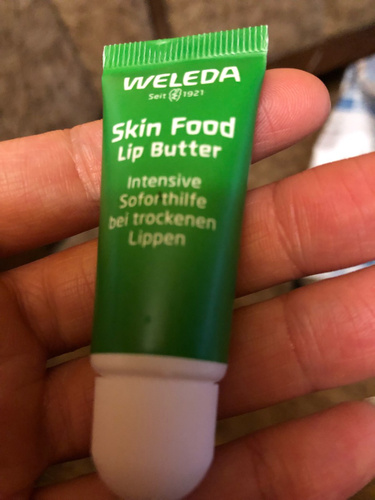 WELEDA
Seit 1921
Skin Food
Lip Butter
Intensive
Soforthilfe
bei trockenen
Lippen